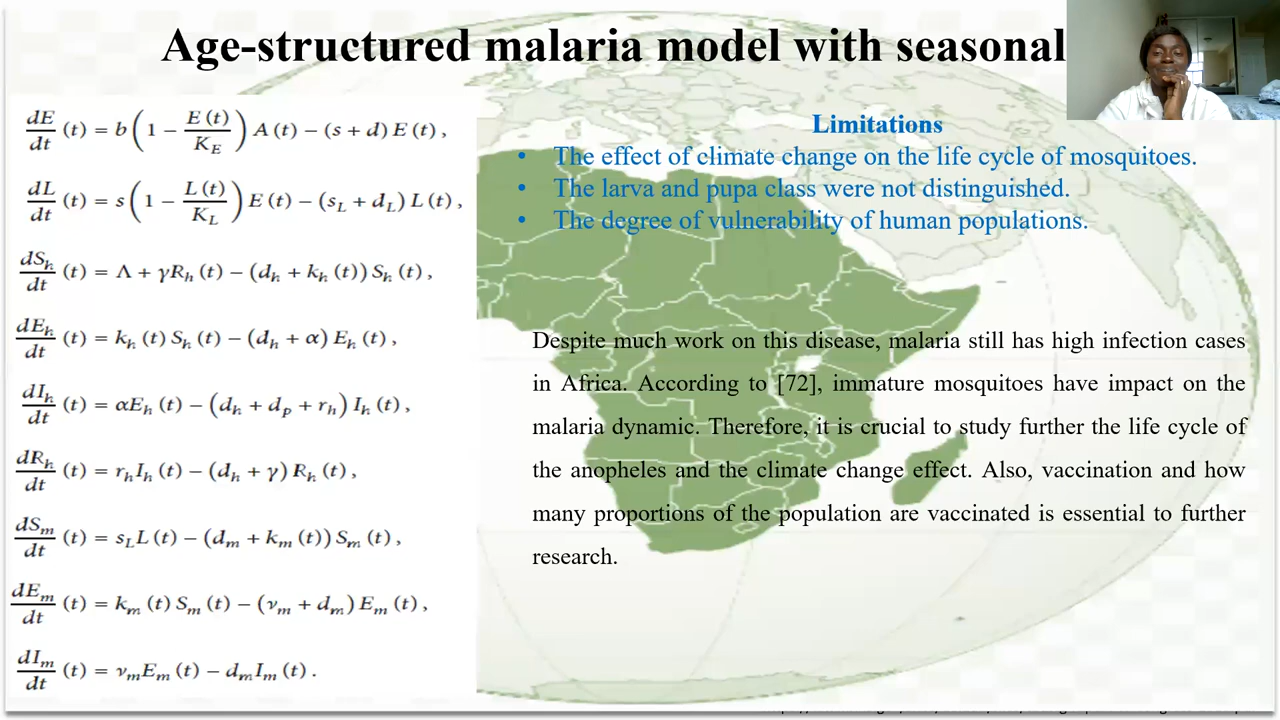 Age-structured malaria model with seasonal
dE/dt (t) = b(1 − E(t)/K_E) A(t) − (s + d) E(t),
dL/dt (t) = s(1 − L(t)/K_L) E(t) − (s_L + d_L) L(t),
dS_h/dt (t) = Λ + γR_h(t) − (d_h + k_h(t)) S_h(t),
dE_h/dt (t) = k_h(t) S_h(t) − (d_h + α) E_h(t),
dI_h/dt (t) = αE_h(t) − (d_h + d_p + r_h) I_h(t),
dR_h/dt (t) = r_h I_h(t) − (d_h + γ) R_h(t),
dS_m/dt (t) = s_L L(t) − (d_m + k_m(t)) S_m(t),
dE_m/dt (t) = k_m(t) S_m(t) − (ν_m + d_m) E_m(t),
dI_m/dt (t) = ν_m E_m(t) − d_m I_m(t).
Limitations
• The effect of climate change on the life cycle of mosquitoes.
• The larva and pupa class were not distinguished.
• The degree of vulnerability of human populations.
Despite much work on this disease, malaria still has high infection cases
in Africa. According to [72], immature mosquitoes have impact on the
malaria dynamic. Therefore, it is crucial to study further the life cycle of
the anopheles and the climate change effect. Also, vaccination and how
many proportions of the population are vaccinated is essential to further
research.